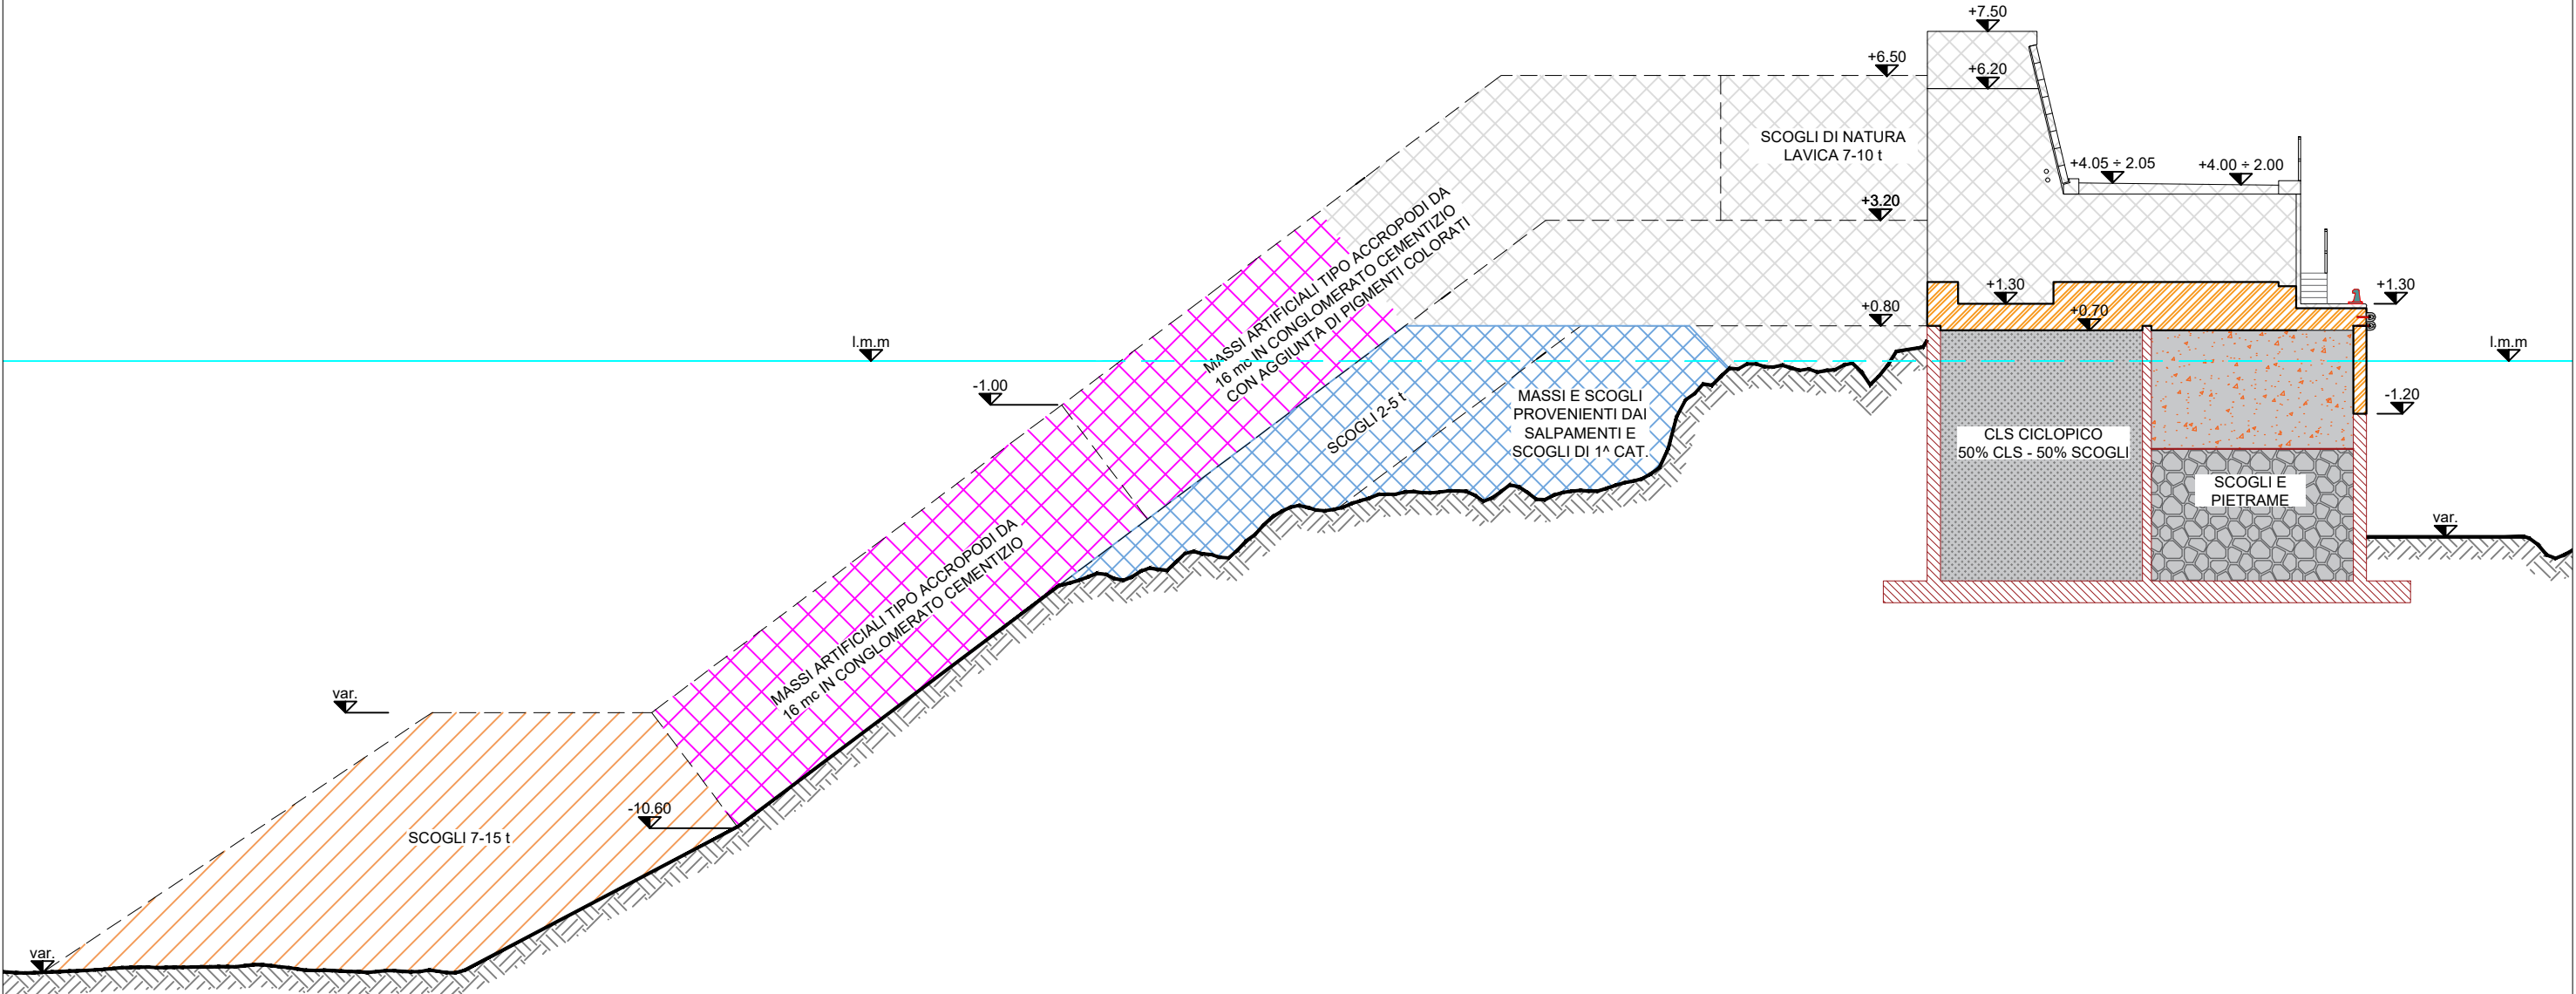 +7.50
+6.50
+6.20
SCOGLI DI NATURA
LAVICA 7-10 t
+4.05 ÷ 2.05
+4.00 ÷ 2.00
+3.20
MASSI ARTIFICIALI TIPO ACCROPODI DA
16 mc IN CONGLOMERATO CEMENTIZIO
CON AGGIUNTA DI PIGMENTI COLORATI
+1.30
+1.30
+0.80
+0.70
l.m.m
l.m.m
-1.00
-1.20
SCOGLI 2-5 t
MASSI E SCOGLI
PROVENIENTI DAI
SALPAMENTI E
SCOGLI DI 1^ CAT.
CLS CICLOPICO
50% CLS - 50% SCOGLI
SCOGLI E
PIETRAME
var.
MASSI ARTIFICIALI TIPO ACCROPODI DA
16 mc IN CONGLOMERATO CEMENTIZIO
var.
-10.60
SCOGLI 7-15 t
var.